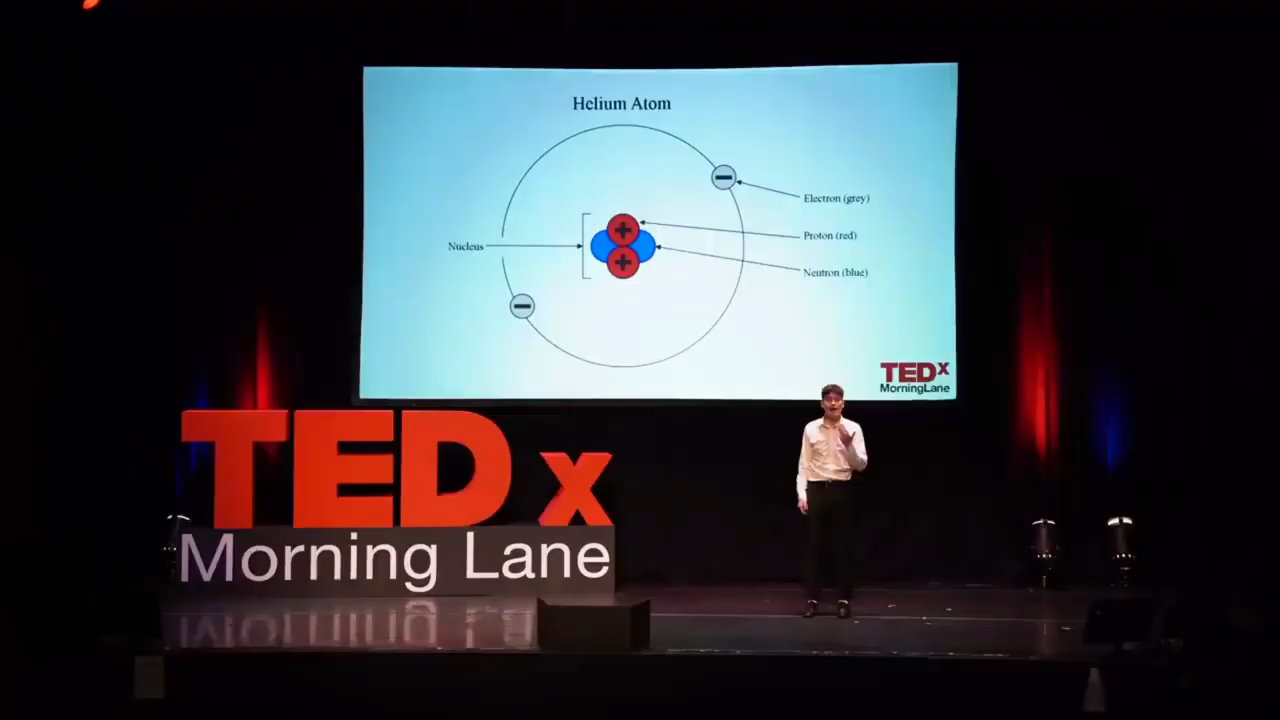 Helium Atom
Electron (grey)
Proton (red)
Nucleus
Neutron (blue)
TEDx
MorningLane
TEDx
Morning Lane